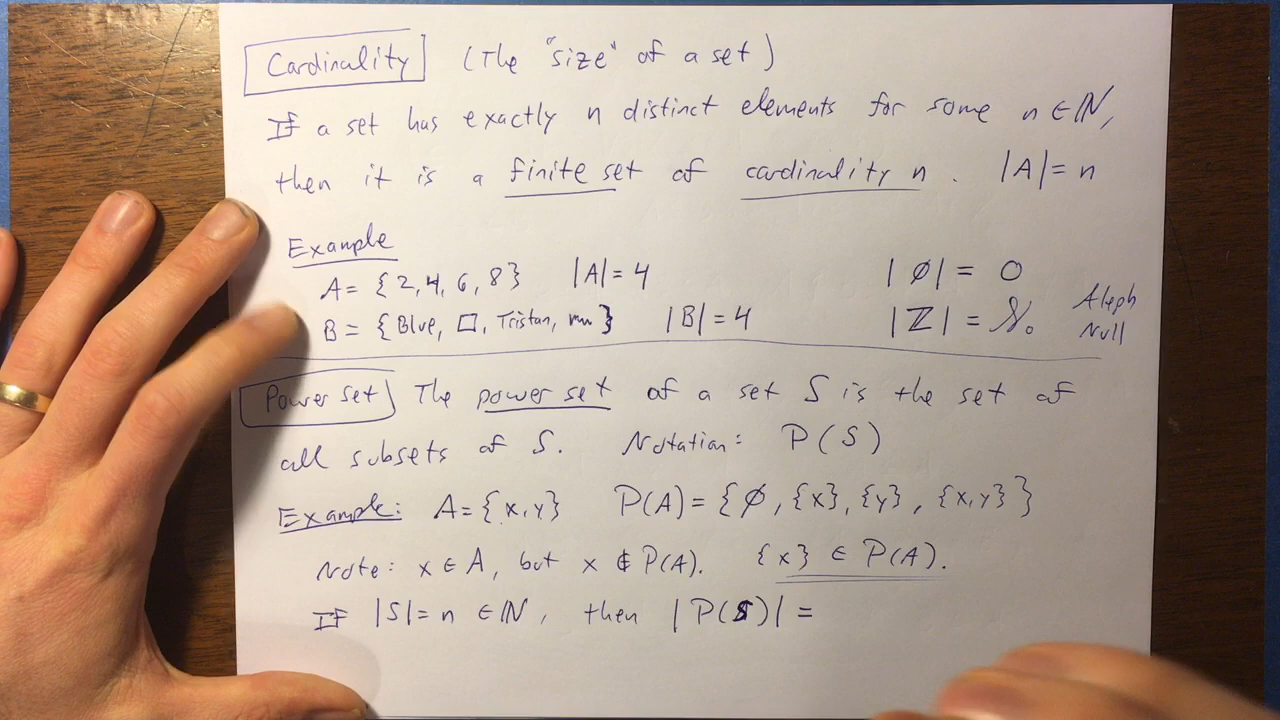 Cardinality (The "size" of a set)
If a set has exactly n distinct elements for some n ∈ ℕ,
then it is a finite set of cardinality n. |A| = n
Example
A = {2, 4, 6, 8} |A| = 4 |∅| = 0
B = {Blue, □, Tristan, } |B| = 4 |ℤ| = ℵ₀ Aleph Null
Power set The power set of a set S is the set of
all subsets of S. Notation: P(S)
Example: A = {x, y} P(A) = {∅, {x}, {y}, {x, y}}
Note: x ∈ A, but x ∉ P(A). {x} ∈ P(A).
If |S| = n ∈ ℕ, then |P(S)| =